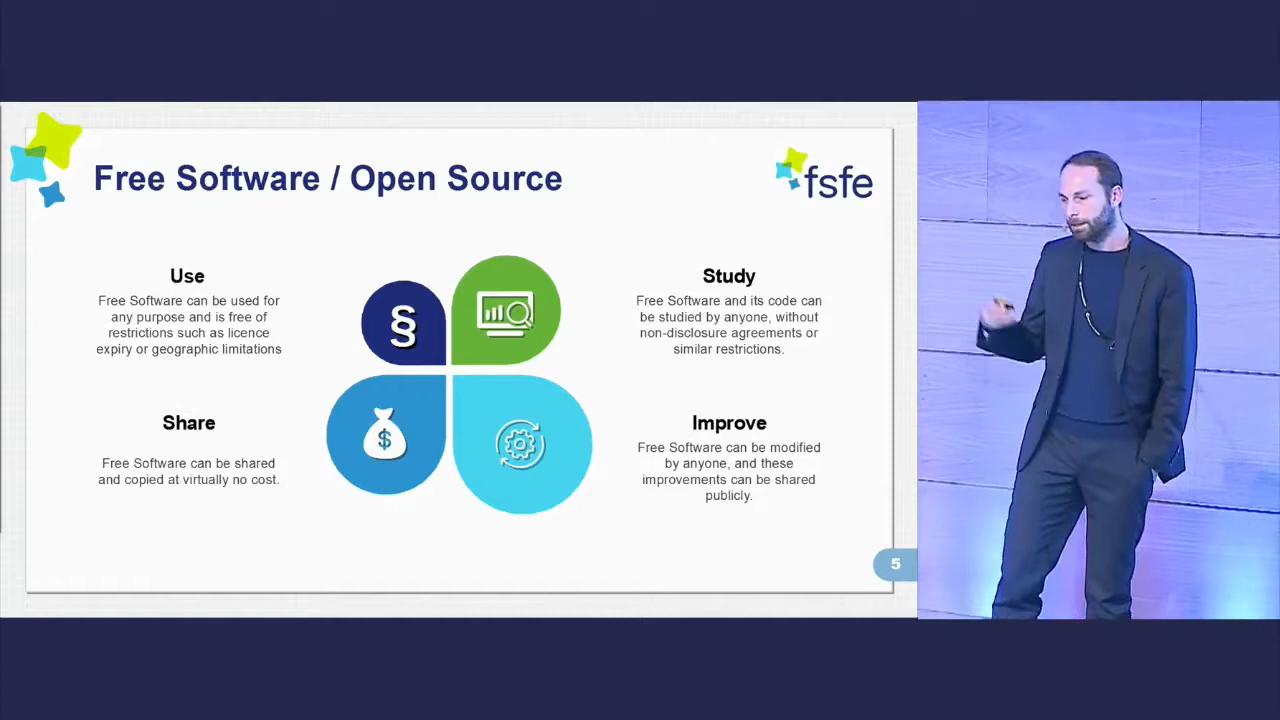 Free Software / Open Source
fsfe
Use
Free Software can be used for
any purpose and is free of
restrictions such as licence
expiry or geographic limitations
§
Study
Free Software and its code can
be studied by anyone, without
non-disclosure agreements or
similar restrictions.
Share
Free Software can be shared
and copied at virtually no cost.
$
Improve
Free Software can be modified
by anyone, and these
improvements can be shared
publicly.
5